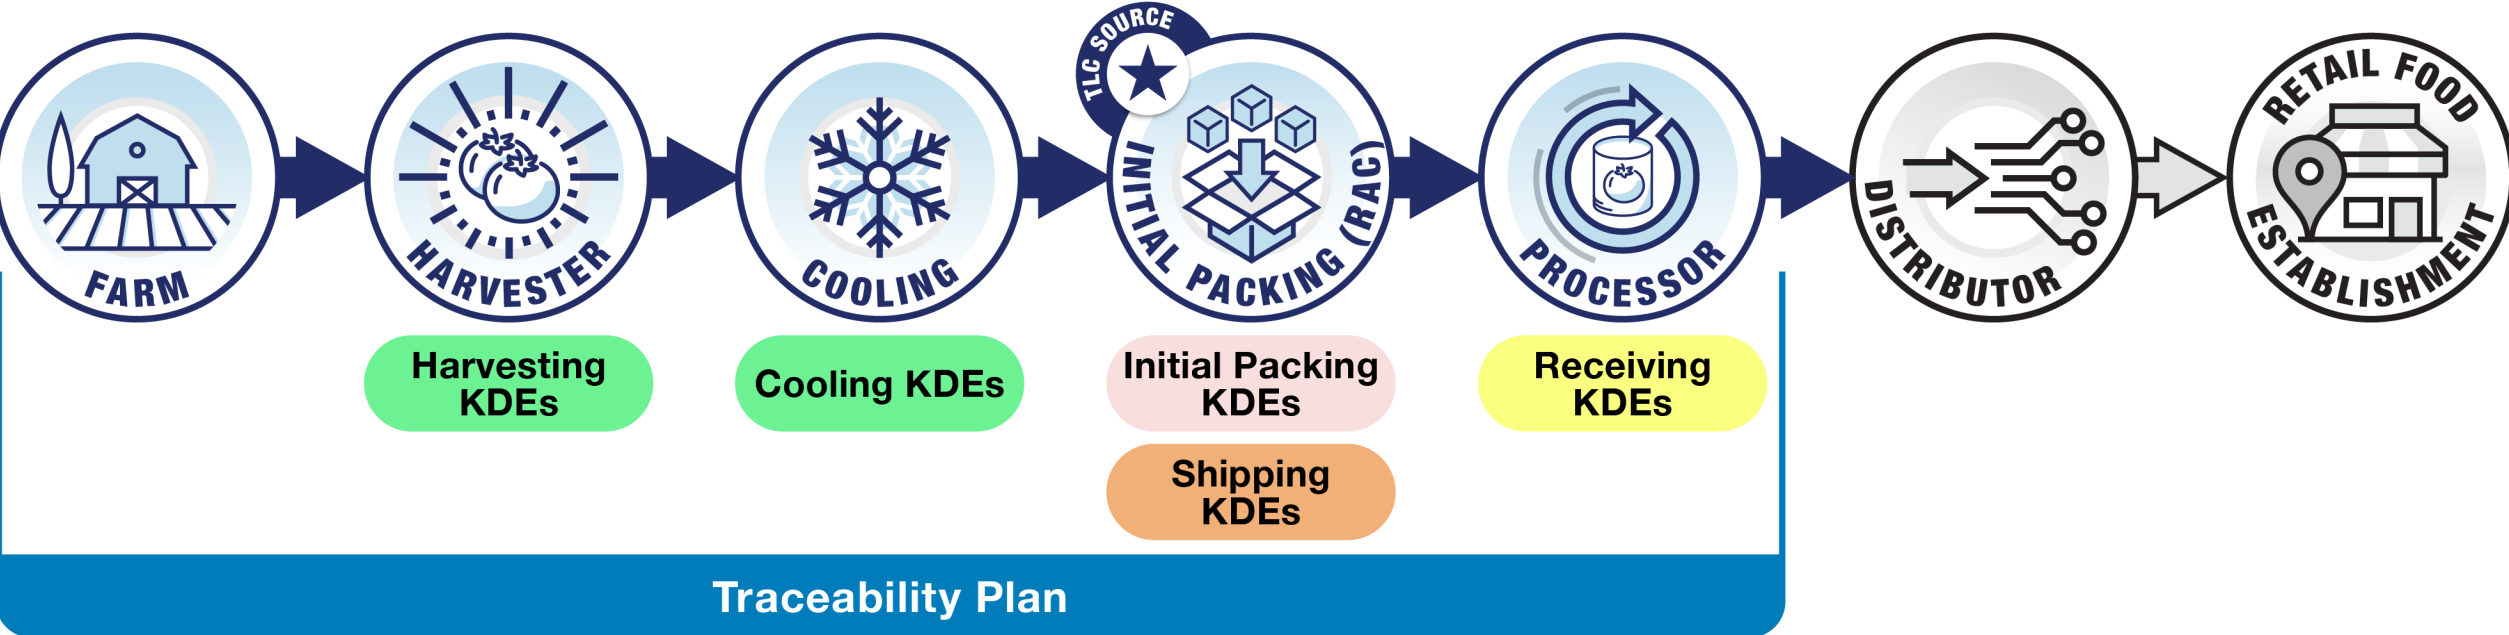 TLC SOURCE
FARM
HARVESTER
COOLING
INITIAL PACKING (RAC)
PROCESSOR
DISTRIBUTOR
RETAIL FOOD
ESTABLISHMENT
Harvesting
KDEs
Cooling KDEs
Initial Packing
KDEs
Receiving
KDEs
Shipping
KDEs
Traceability Plan